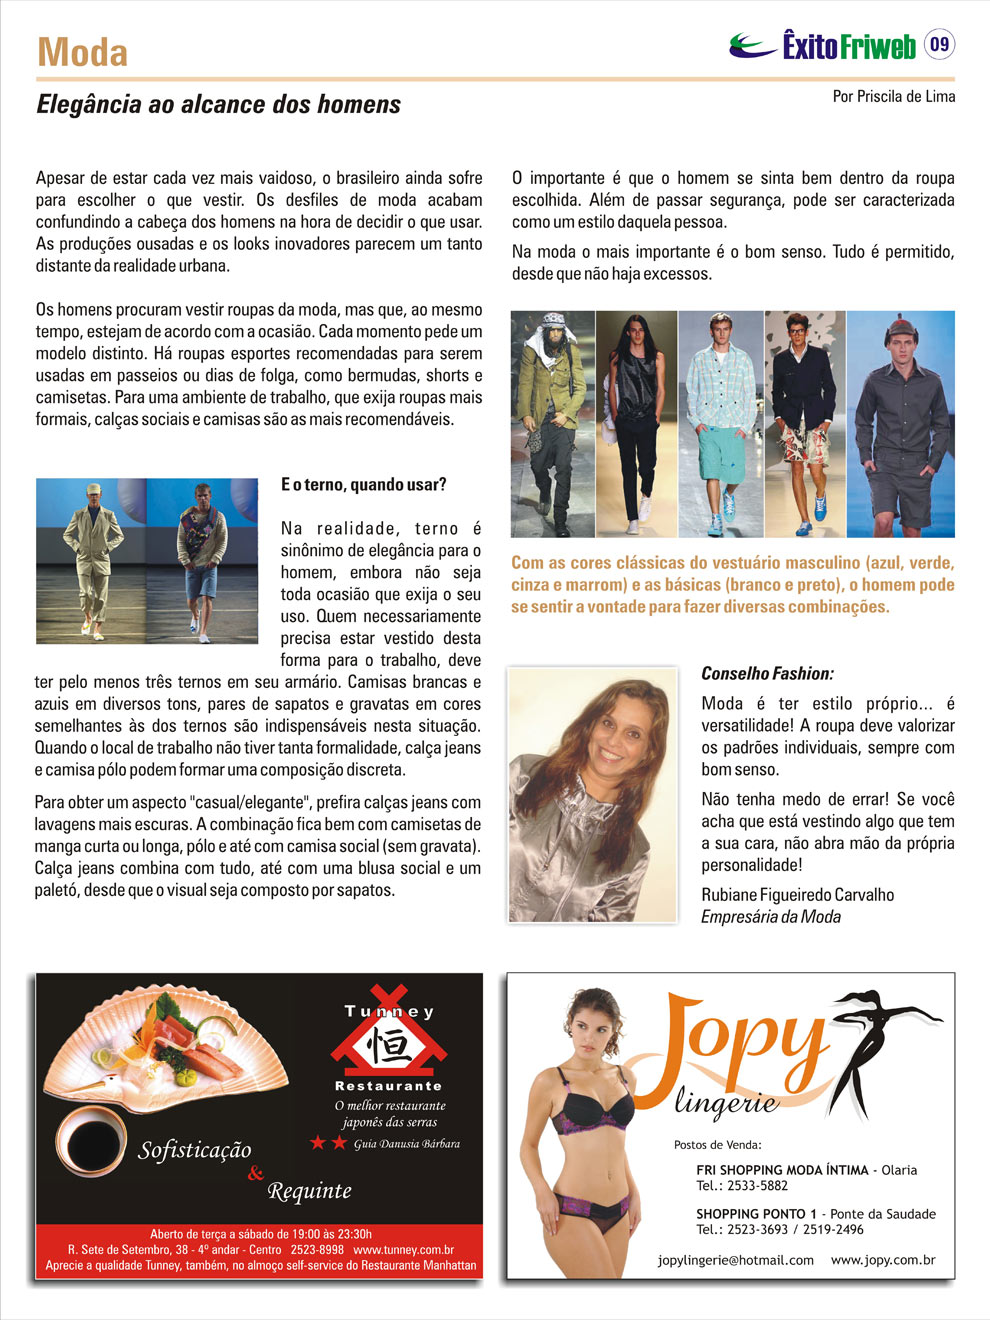 Moda
ÊxitoFriweb 09
Elegância ao alcance dos homens
Por Priscila de Lima
Apesar de estar cada vez mais vaidoso, o brasileiro ainda sofre
para escolher o que vestir. Os desfiles de moda acabam
confundindo a cabeça dos homens na hora de decidir o que usar.
As produções ousadas e os looks inovadores parecem um tanto
distante da realidade urbana.
Os homens procuram vestir roupas da moda, mas que, ao mesmo
tempo, estejam de acordo com a ocasião. Cada momento pede um
modelo distinto. Há roupas esportes recomendadas para serem
usadas em passeios ou dias de folga, como bermudas, shorts e
camisetas. Para uma ambiente de trabalho, que exija roupas mais
formais, calças sociais e camisas são as mais recomendáveis.
E o terno, quando usar?
Na realidade, terno é
sinônimo de elegância para o
homem, embora não seja
toda ocasião que exija o seu
uso. Quem necessariamente
precisa estar vestido desta
forma para o trabalho, deve
ter pelo menos três ternos em seu armário. Camisas brancas e
azuis em diversos tons, pares de sapatos e gravatas em cores
semelhantes às dos ternos são indispensáveis nesta situação.
Quando o local de trabalho não tiver tanta formalidade, calça jeans
e camisa pólo podem formar uma composição discreta.
Para obter um aspecto "casual/elegante", prefira calças jeans com
lavagens mais escuras. A combinação fica bem com camisetas de
manga curta ou longa, pólo e até com camisa social (sem gravata).
Calça jeans combina com tudo, até com uma blusa social e um
paletó, desde que o visual seja composto por sapatos.
O importante é que o homem se sinta bem dentro da roupa
escolhida. Além de passar segurança, pode ser caracterizada
como um estilo daquela pessoa.
Na moda o mais importante é o bom senso. Tudo é permitido,
desde que não haja excessos.
Com as cores clássicas do vestuário masculino (azul, verde,
cinza e marrom) e as básicas (branco e preto), o homem pode
se sentir a vontade para fazer diversas combinações.
Conselho Fashion:
Moda é ter estilo próprio... é
versatilidade! A roupa deve valorizar
os padrões individuais, sempre com
bom senso.
Não tenha medo de errar! Se você
acha que está vestindo algo que tem
a sua cara, não abra mão da própria
personalidade!
Rubiane Figueiredo Carvalho
Empresária da Moda
Tunney
恒
Restaurante
O melhor restaurante
japonês das serras
Guia Danusia Bárbara
Sofisticação
&
Requinte
Aberto de terça a sábado de 19:00 às 23:30h
R. Sete de Setembro, 38 - 4º andar - Centro 2523-8998 www.tunney.com.br
Aprecie a qualidade Tunney, também, no almoço self-service do Restaurante Manhattan
Jopy
lingerie
Postos de Venda:
FRI SHOPPING MODA ÍNTIMA - Olaria
Tel.: 2533-5882
SHOPPING PONTO 1 - Ponte da Saudade
Tel.: 2523-3693 / 2519-2496
jopylingerie@hotmail.com www.jopy.com.br